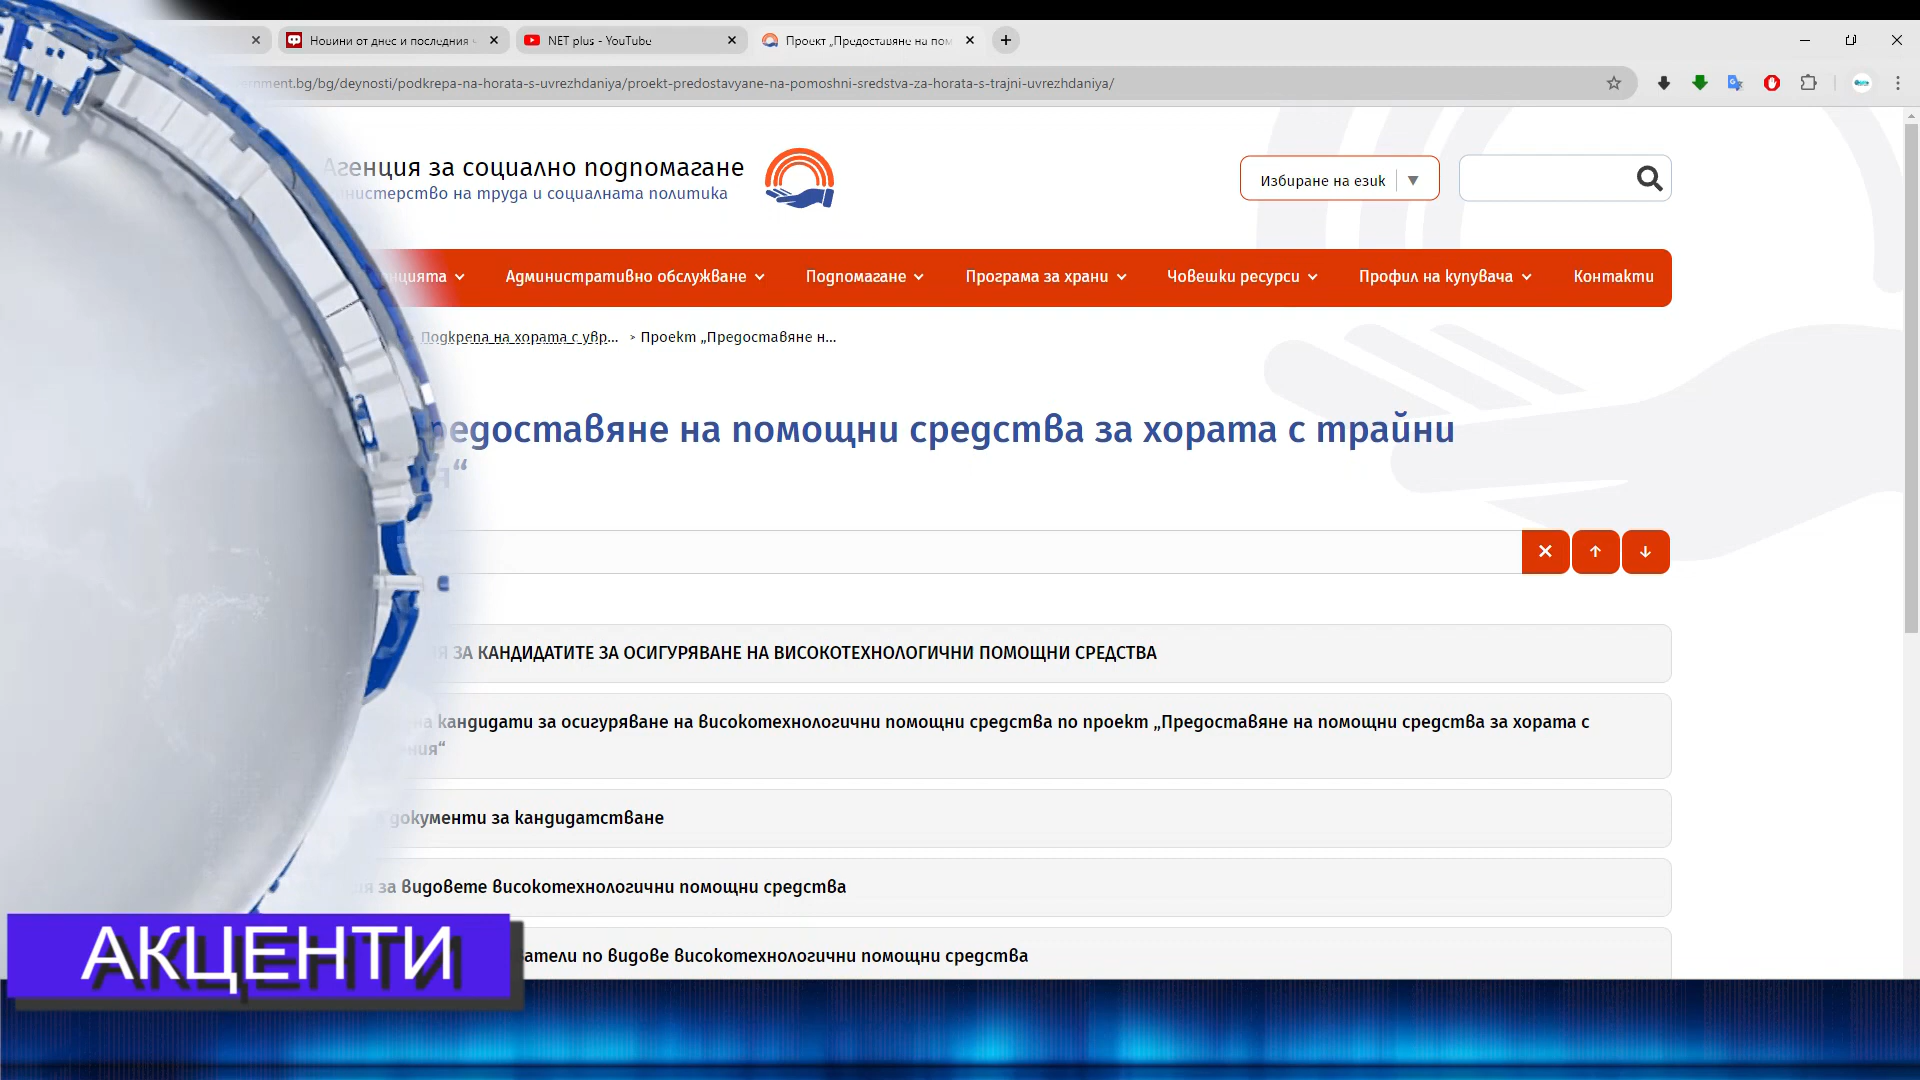 Новини от днес и последния
NET plus - YouTube
Проект „Предоставяне на пом
ernment.bg/bg/deynosti/podkrepa-na-horata-s-uvrezhdaniya/proekt-predostavyane-na-pomoshni-sredstva-za-horata-s-trajni-uvrezhdaniya/
Агенция за социално подпомагане
министерство на труда и социалната политика
Избиране на език ▼
нцията
Административно обслужване
Подпомагане
Програма за храни
Човешки ресурси
Профил на купувача
Контакти
Подкрепа на хората с увр... > Проект „Предоставяне н...
редоставяне на помощни средства за хората с трайни
я“
Я ЗА КАНДИДАТИТЕ ЗА ОСИГУРЯВАНЕ НА ВИСОКОТЕХНОЛОГИЧНИ ПОМОЩНИ СРЕДСТВА
на кандидати за осигуряване на високотехнологични помощни средства по проект „Предоставяне на помощни средства за хората с
ения“
документи за кандидатстване
ия за видовете високотехнологични помощни средства
атели по видове високотехнологични помощни средства
АКЦЕНТИ